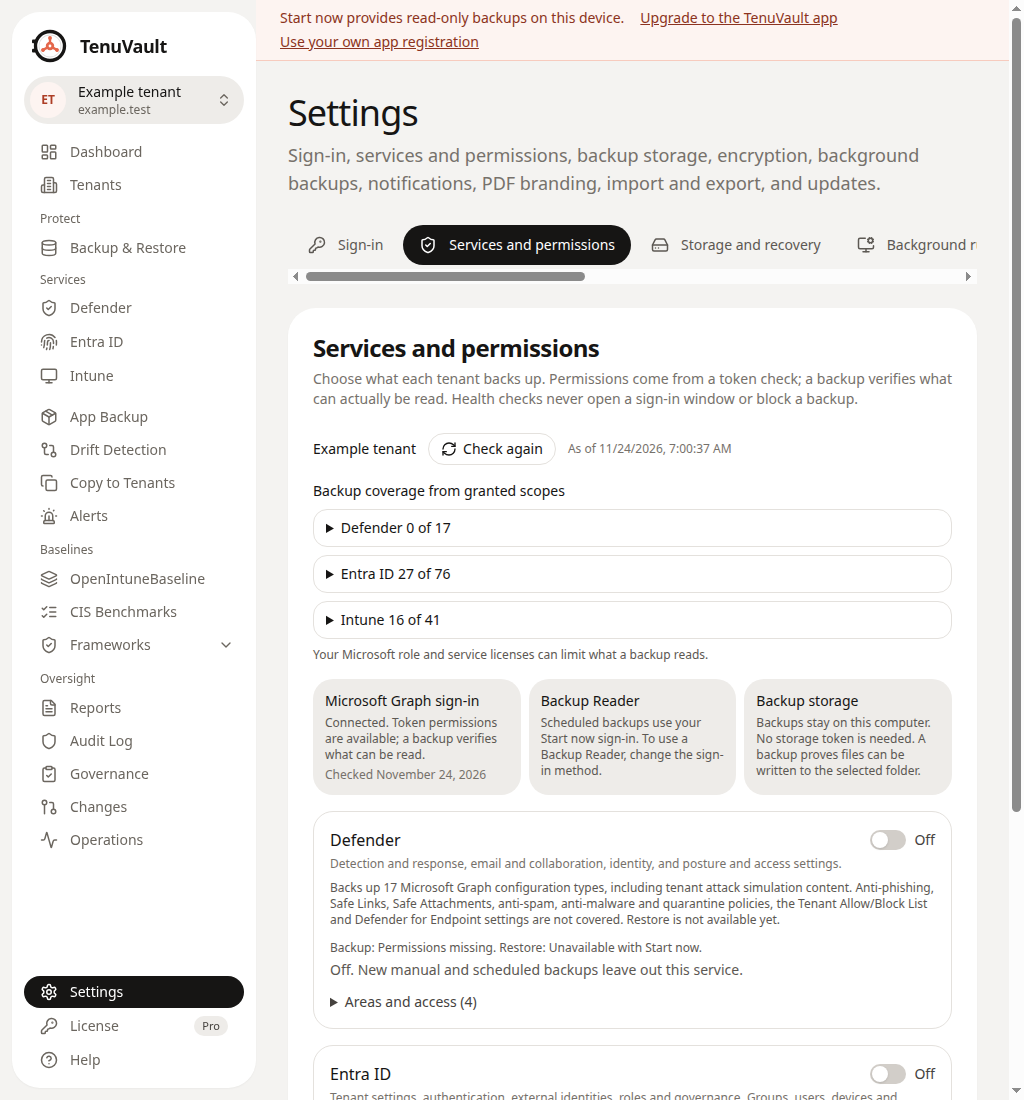 Start now provides read-only backups on this device. Upgrade to the TenuVault app
Use your own app registration
TenuVault
ET
Example tenant
example.test
Dashboard
Tenants
Protect
Backup & Restore
Services
Defender
Entra ID
Intune
App Backup
Drift Detection
Copy to Tenants
Alerts
Baselines
OpenIntuneBaseline
CIS Benchmarks
Frameworks
Oversight
Reports
Audit Log
Governance
Changes
Operations
Settings
License
Pro
Help
Settings
Sign-in, services and permissions, backup storage, encryption, background
backups, notifications, PDF branding, import and export, and updates.
Sign-in
Services and permissions
Storage and recovery
Background
Services and permissions
Choose what each tenant backs up. Permissions come from a token check; a backup verifies what
can actually be read. Health checks never open a sign-in window or block a backup.
Example tenant
Check again
As of 11/24/2026, 7:00:37 AM
Backup coverage from granted scopes
Defender 0 of 17
Entra ID 27 of 76
Intune 16 of 41
Your Microsoft role and service licenses can limit what a backup reads.
Microsoft Graph sign-in
Connected. Token permissions
are available; a backup verifies
what can be read.
Checked November 24, 2026
Backup Reader
Scheduled backups use your
Start now sign-in. To use a
Backup Reader, change the sign-
in method.
Backup storage
Backups stay on this computer.
No storage token is needed. A
backup proves files can be
written to the selected folder.
Defender
Off
Detection and response, email and collaboration, identity, and posture and access settings.
Backs up 17 Microsoft Graph configuration types, including tenant attack simulation content. Anti-phishing,
Safe Links, Safe Attachments, anti-spam, anti-malware and quarantine policies, the Tenant Allow/Block List
and Defender for Endpoint settings are not covered. Restore is not available yet.
Backup: Permissions missing. Restore: Unavailable with Start now.
Off. New manual and scheduled backups leave out this service.
Areas and access (4)
Entra ID
Off
Tenant settings, authentication, external identities, roles and governance. Groups, users, devices and